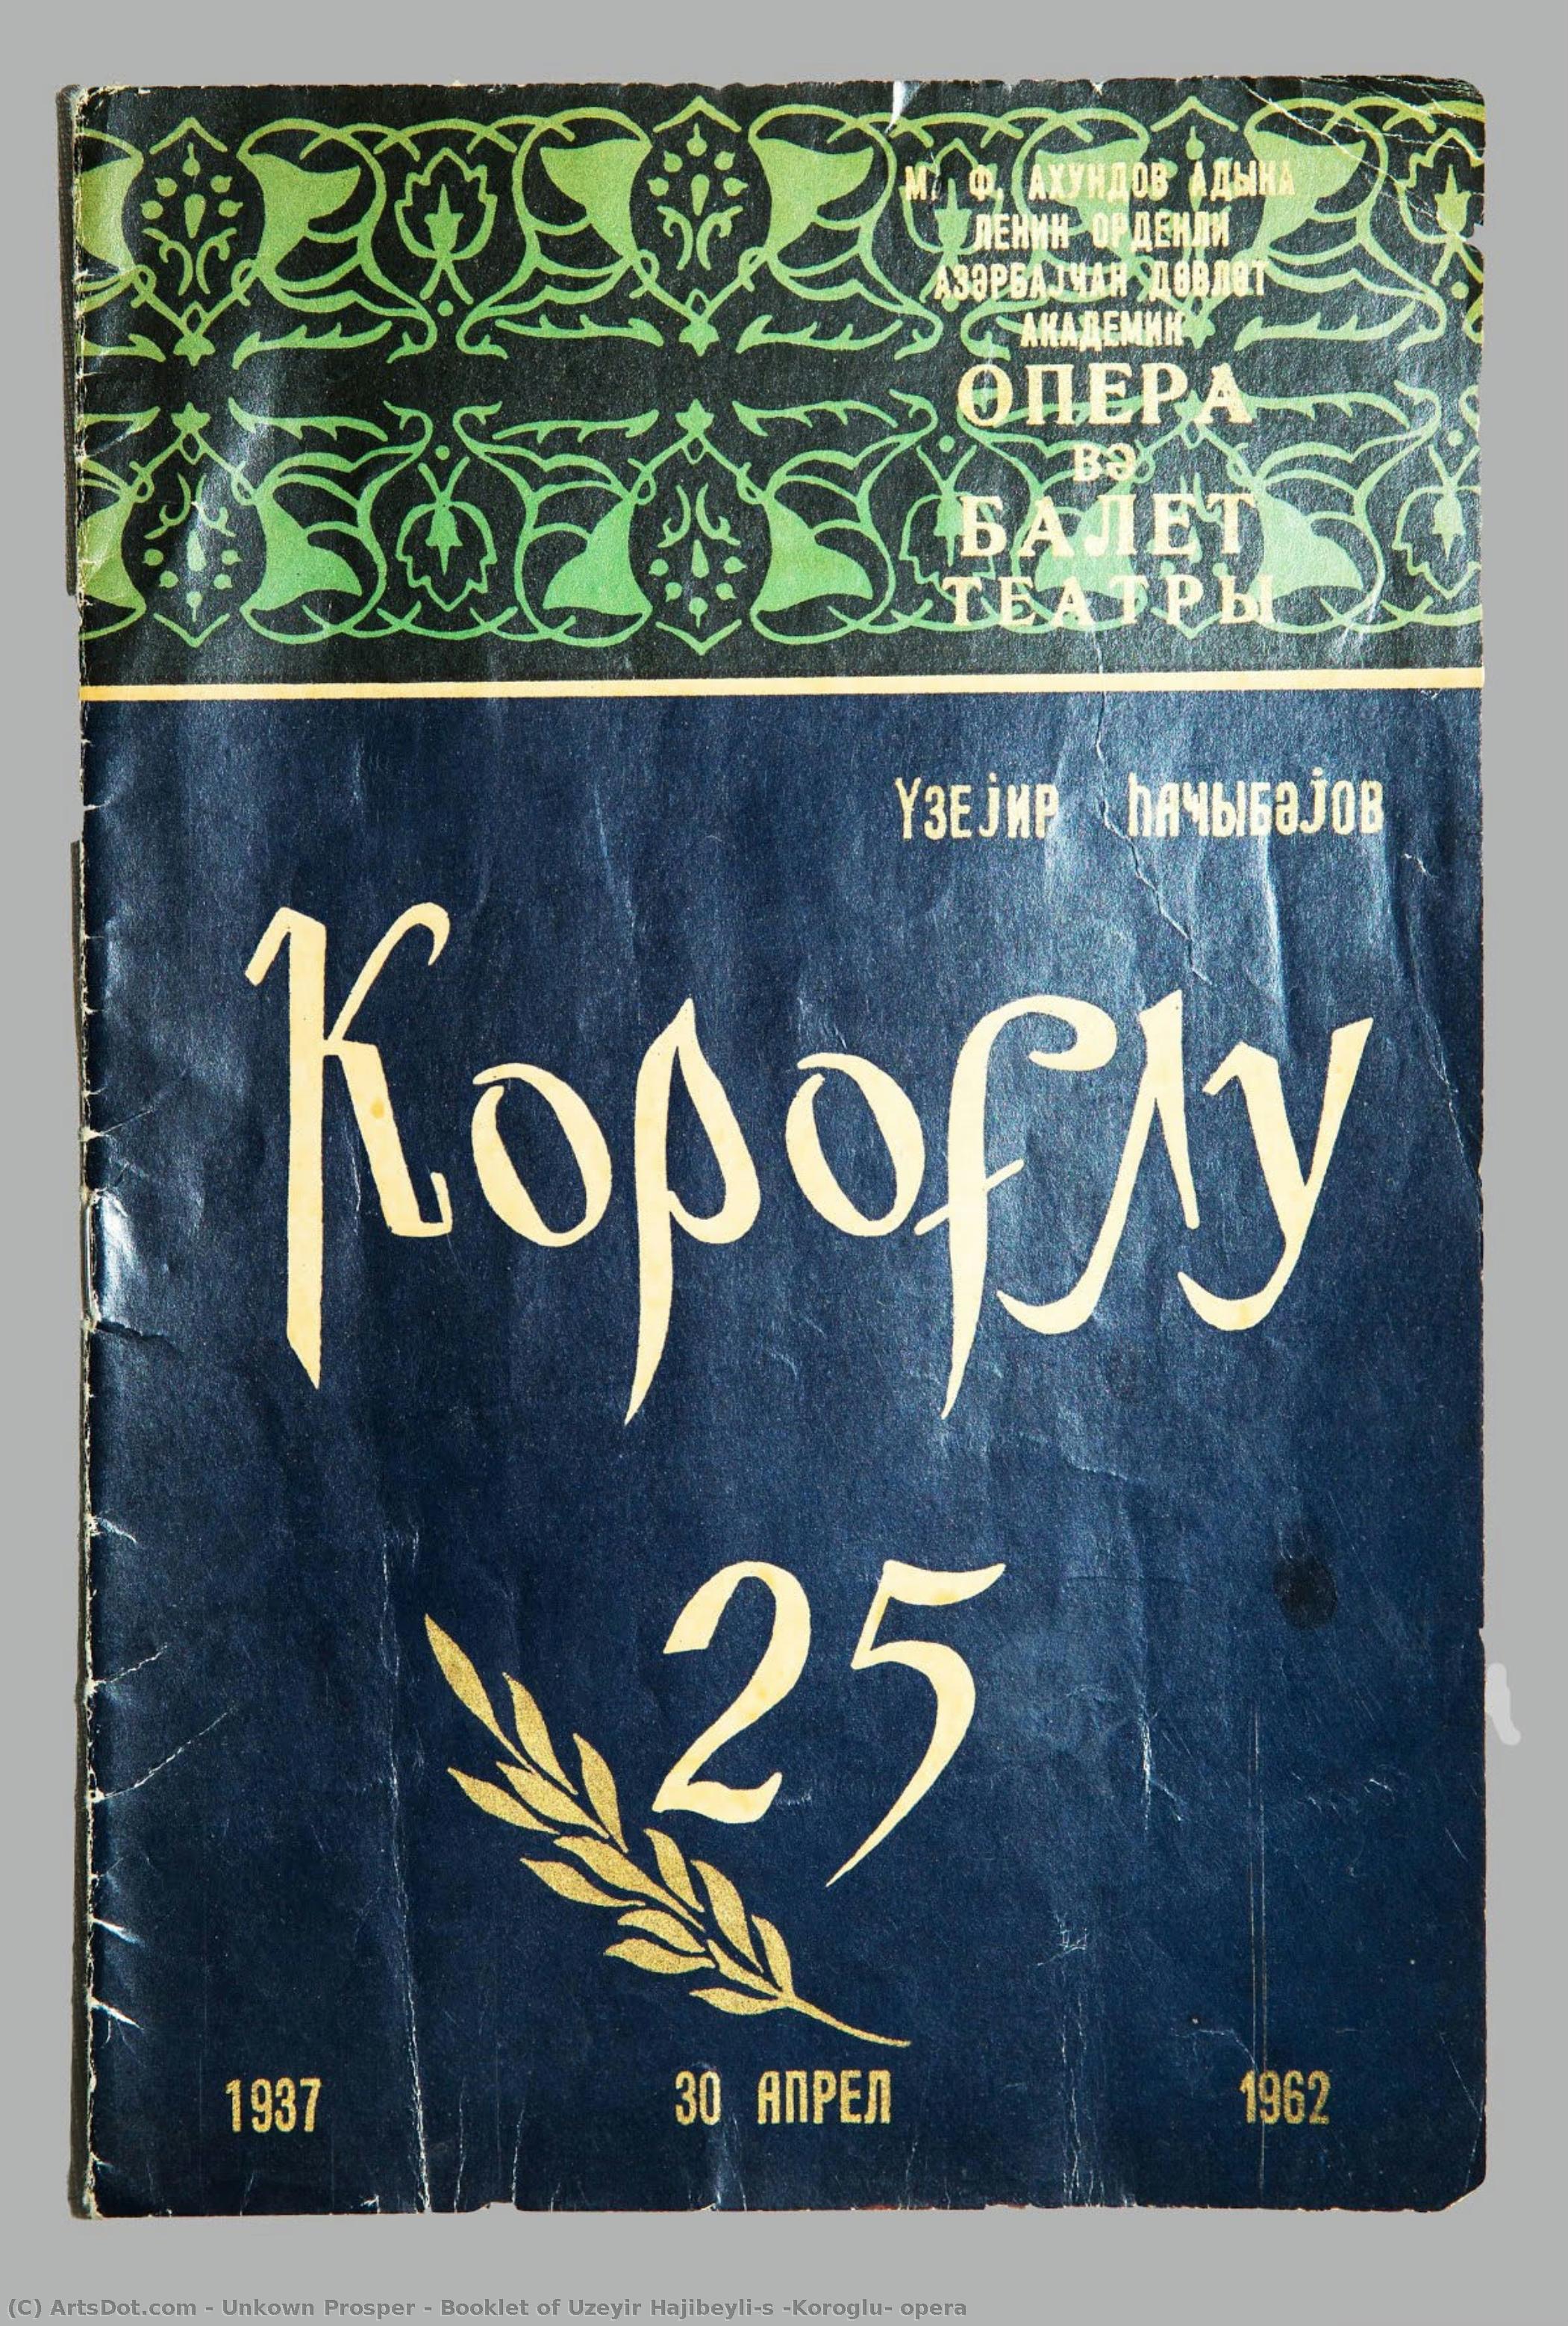 М. Ф. АХУНДОВ АДЫНА
ЛЕНИН ОРДЕНЛИ
АЗӘРБАЈҸАН ДӨВЛӘТ
АКАДЕМИК
ОПЕРА
вә
БАЛЕТ
ТЕАТРЫ
ҮЗЕЈИР ҺАҸЫБӘЈОВ
Короғлу
25
1937 30 АПРЕЛ 1962
(C) ArtsDot.com - Unkown Prosper - Booklet of Uzeyir Hajibeyli-s -Koroglu- opera